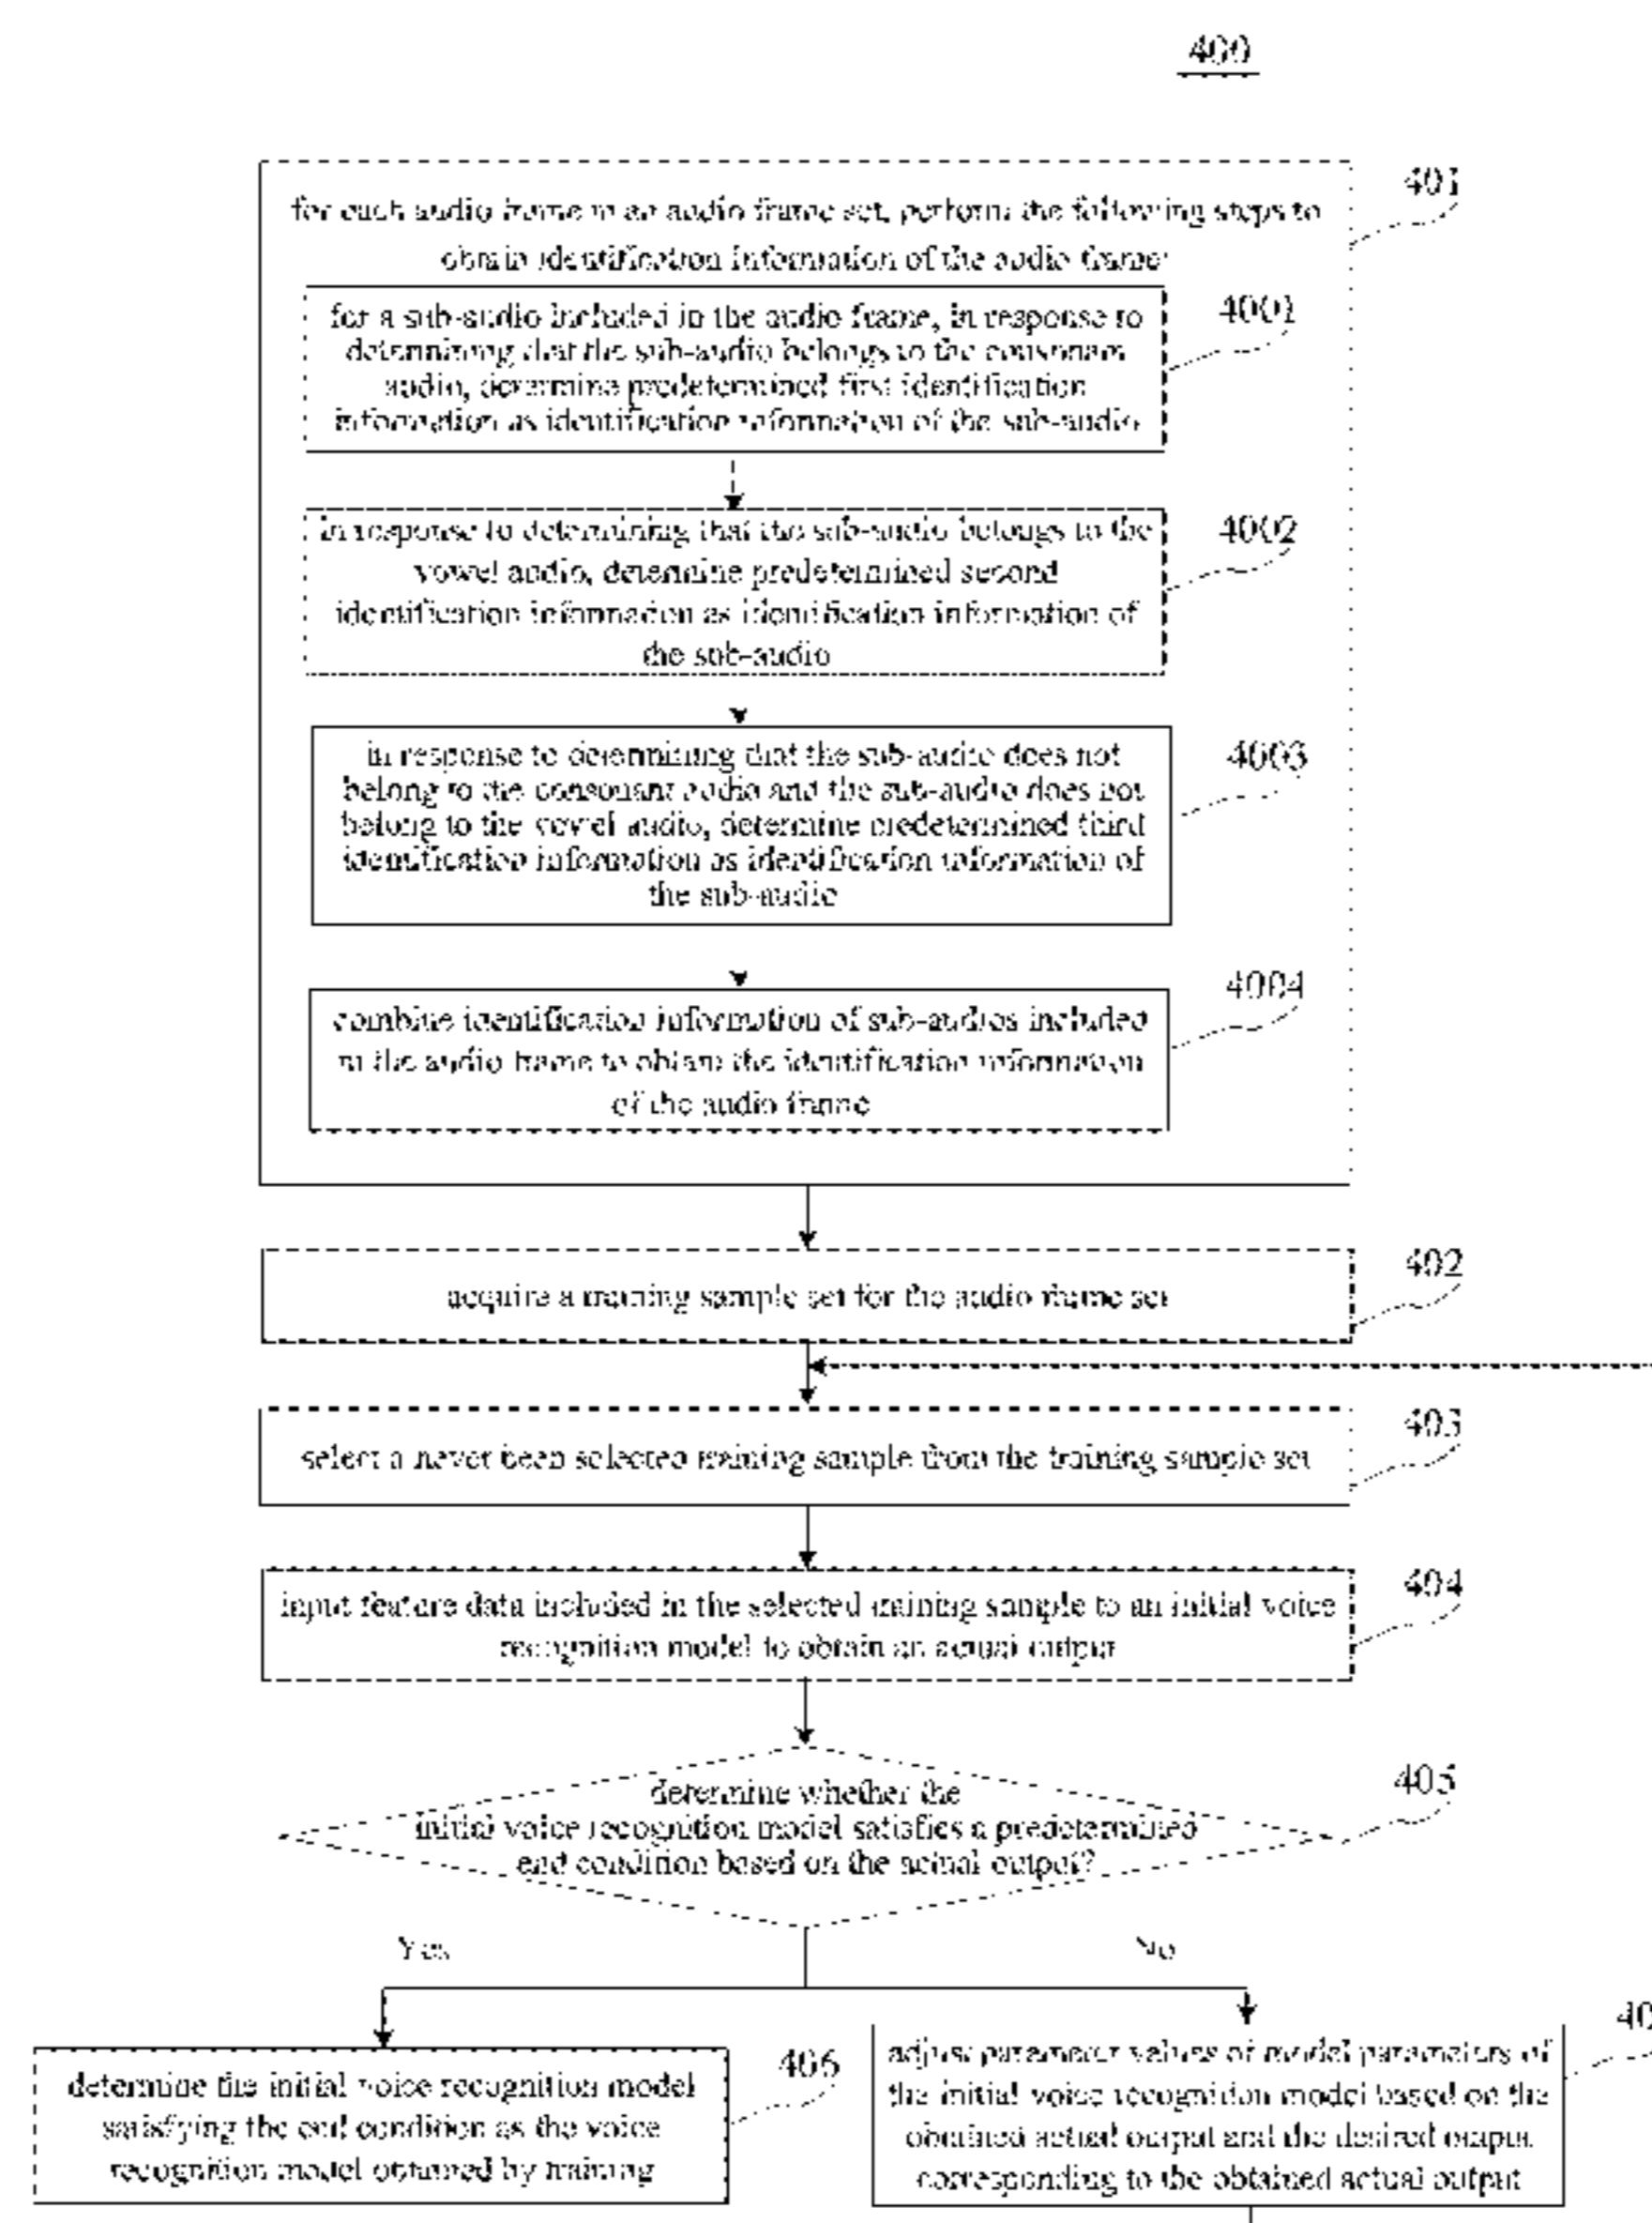 400
401
for each audio frame in an audio frame set, perform the following steps to
obtain identification information of the audio frame
4001
for a sub-audio included in the audio frame, in response to
determining that the sub-audio belongs to the consonant
audio, determine predetermined first identification
information as identification information of the sub-audio
4002
in response to determining that the sub-audio belongs to the
vowel audio, determine predetermined second
identification information as identification information of
the sub-audio
4003
in response to determining that the sub-audio does not
belong to the consonant audio and the sub-audio does not
belong to the vowel audio, determine predetermined third
identification information as identification information of
the sub-audio
4004
combine identification information of sub-audios included
in the audio frame to obtain the identification information
of the audio frame
402
acquire a training sample set for the audio frame set
403
select a never been selected training sample from the training sample set
404
input feature data included in the selected training sample to an initial voice
recognition model to obtain an actual output
405
determine whether the
initial voice recognition model satisfies a predetermined
end condition based on the actual output?
Yes
No
406
determine the initial voice recognition model
satisfying the end condition as the voice
recognition model obtained by training
adjust parameter values of model parameters of
the initial voice recognition model based on the
obtained actual output and the desired output
corresponding to the obtained actual output